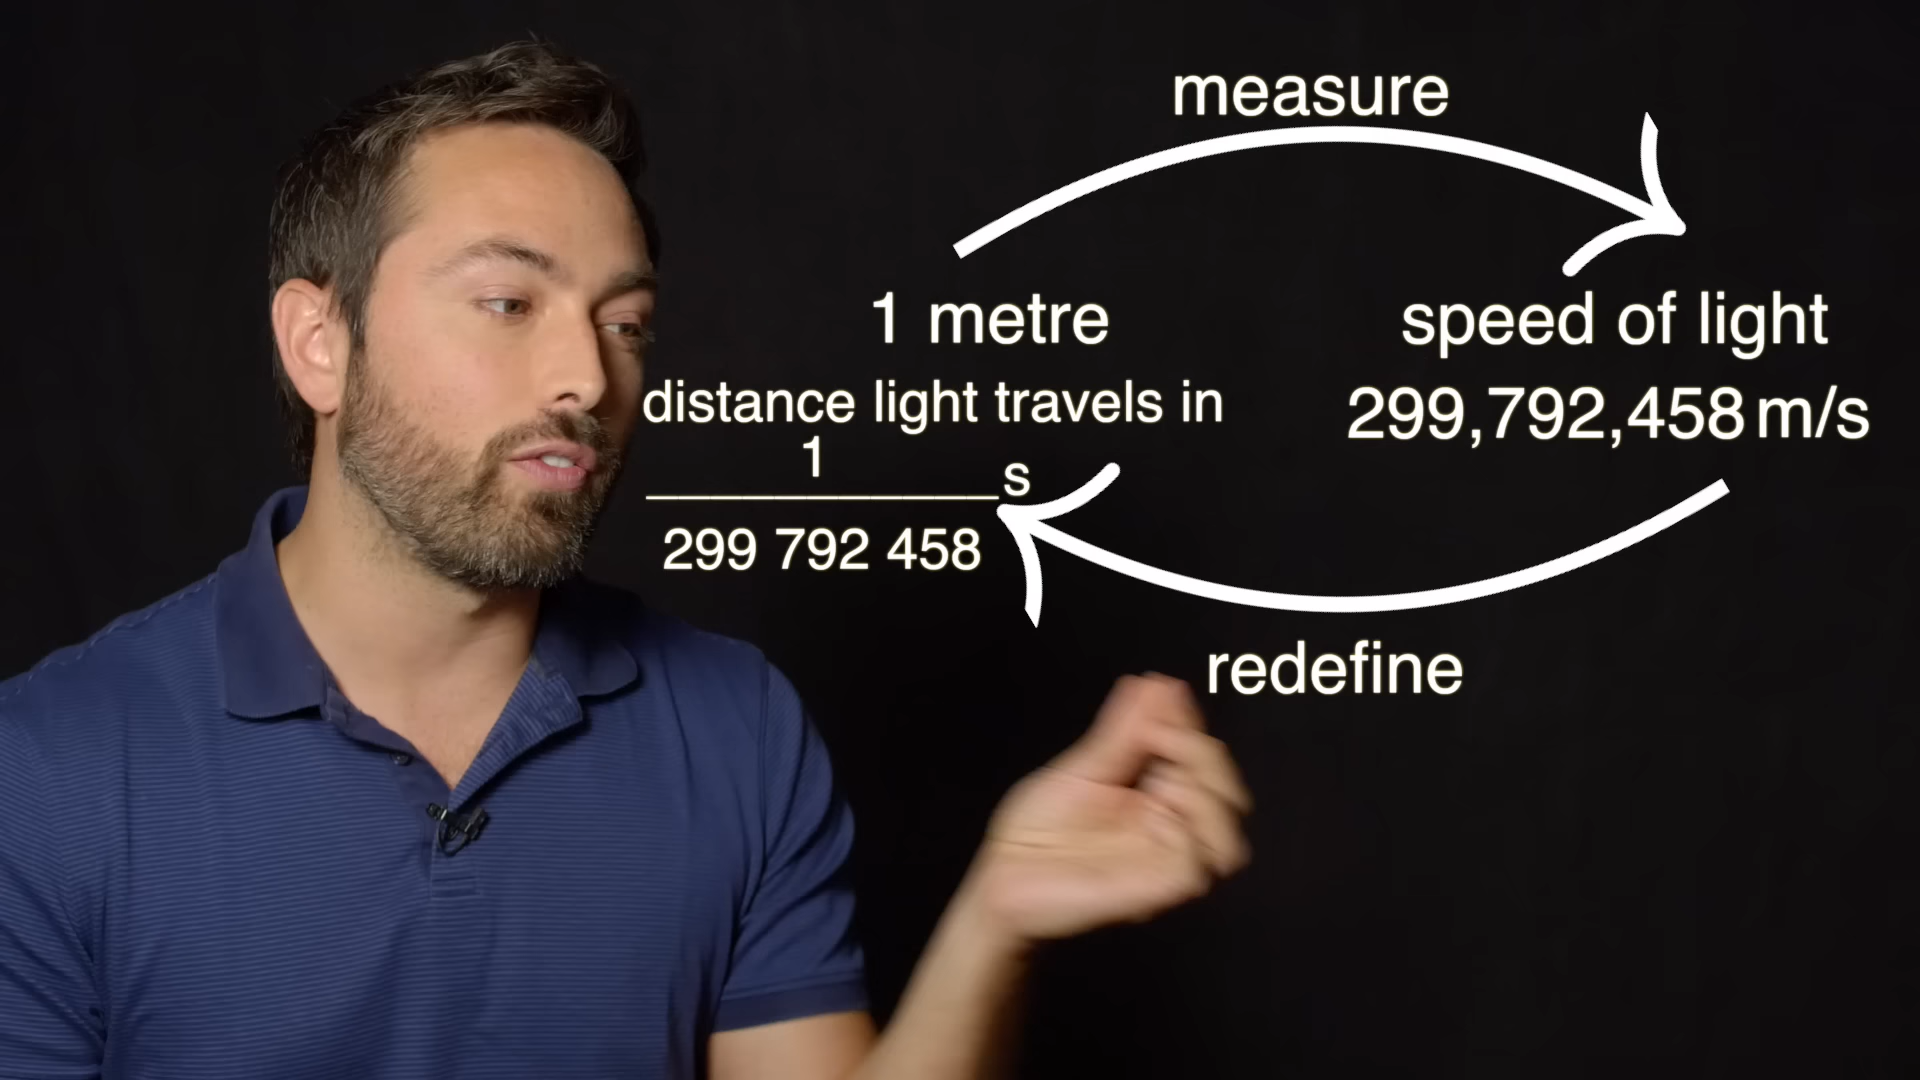 measure
1 metre
distance light travels in
1
s
299 792 458
speed of light
299,792,458 m/s
redefine